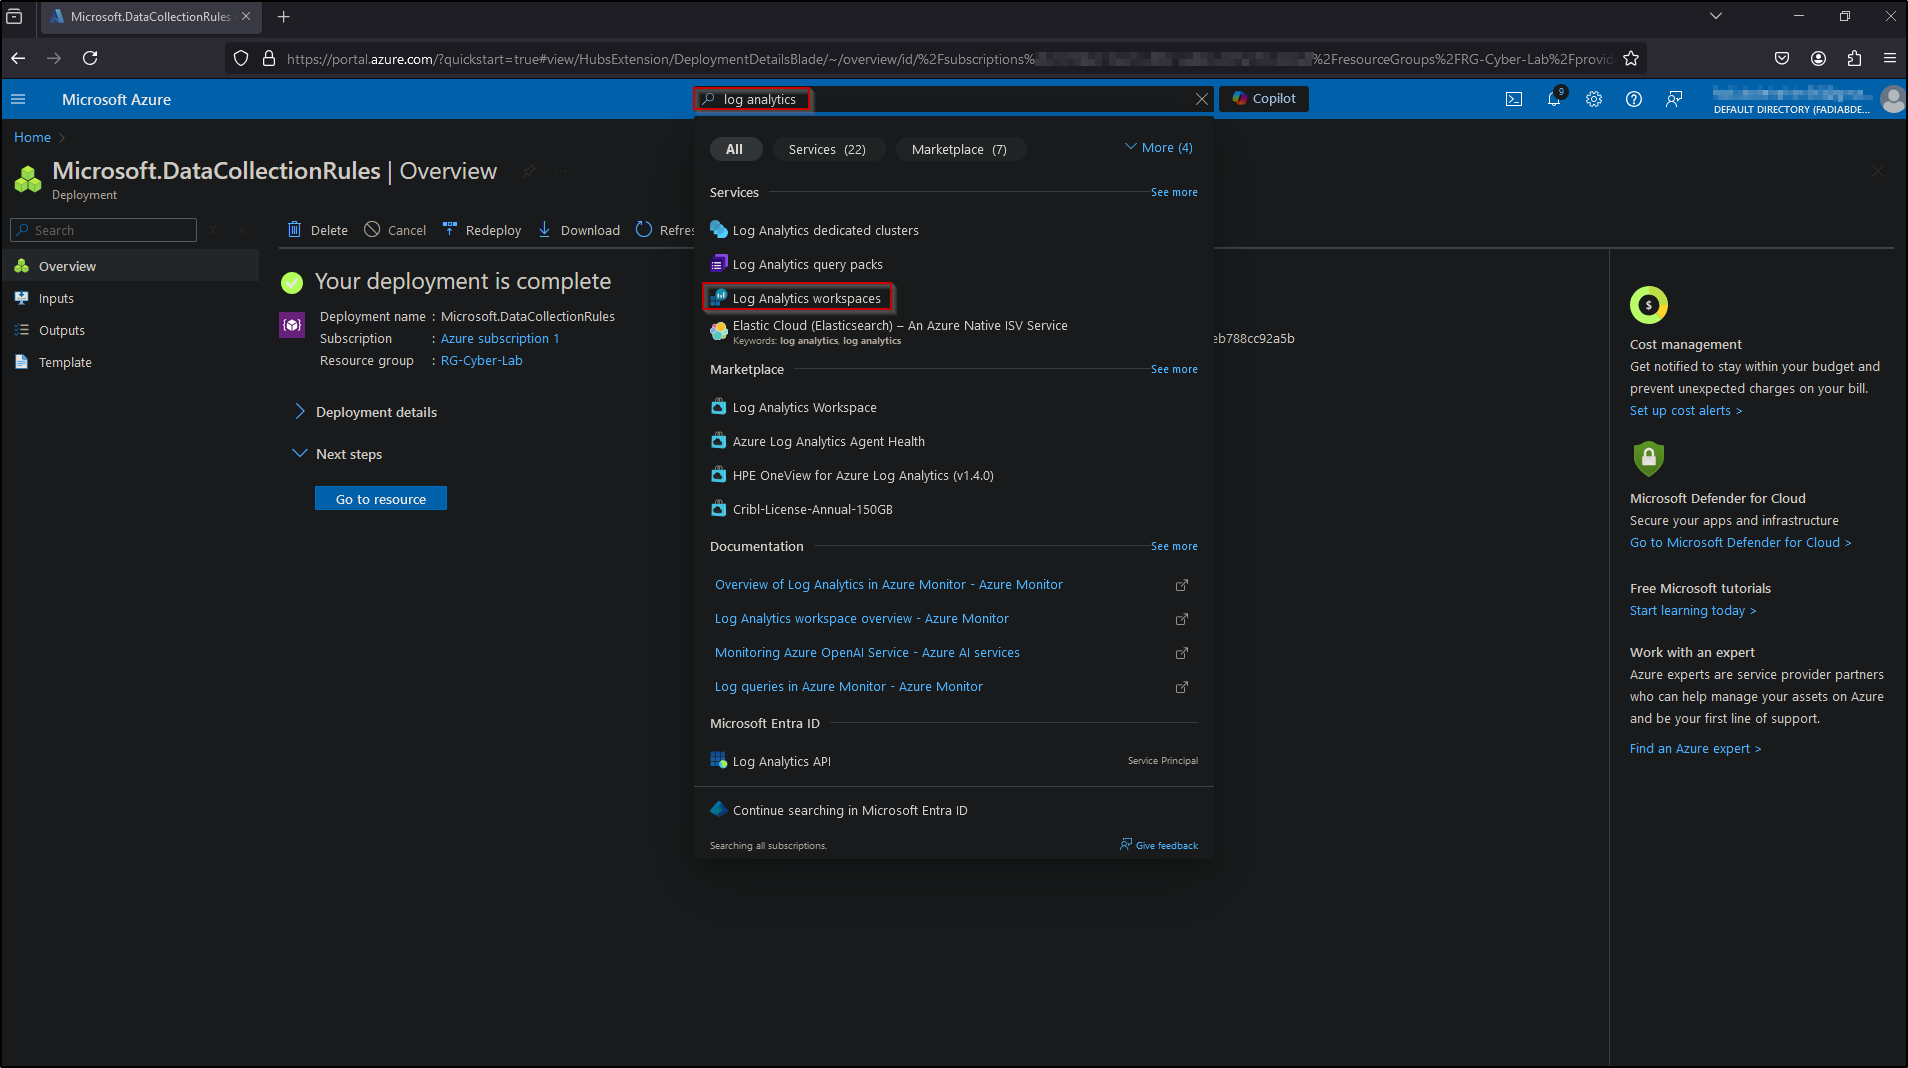 Microsoft.DataCollectionRules
https://portal.azure.com/?quickstart=true#view/HubsExtension/DeploymentDetailsBlade/~/overview/id/%2Fsubscriptions% %2FresourceGroups%2FRG-Cyber-Lab%2Fprovid
Microsoft Azure
log analytics
Copilot
9
DEFAULT DIRECTORY (FADIABDE...
Home
Microsoft.DataCollectionRules | Overview
Deployment
Search
Overview
Inputs
Outputs
Template
Delete
Cancel
Redeploy
Download
Refres
Your deployment is complete
Deployment name : Microsoft.DataCollectionRules
Subscription : Azure subscription 1
Resource group : RG-Cyber-Lab
eb788cc92a5b
Deployment details
Next steps
Go to resource
All
Services (22)
Marketplace (7)
More (4)
Services
See more
Log Analytics dedicated clusters
Log Analytics query packs
Log Analytics workspaces
Elastic Cloud (Elasticsearch) – An Azure Native ISV Service
Keywords: log analytics, log analytics
Marketplace
See more
Log Analytics Workspace
Azure Log Analytics Agent Health
HPE OneView for Azure Log Analytics (v1.4.0)
Cribl-License-Annual-150GB
Documentation
See more
Overview of Log Analytics in Azure Monitor - Azure Monitor
Log Analytics workspace overview - Azure Monitor
Monitoring Azure OpenAI Service - Azure AI services
Log queries in Azure Monitor - Azure Monitor
Microsoft Entra ID
Log Analytics API
Service Principal
Continue searching in Microsoft Entra ID
Searching all subscriptions.
Give feedback
$
Cost management
Get notified to stay within your budget and
prevent unexpected charges on your bill.
Set up cost alerts >
Microsoft Defender for Cloud
Secure your apps and infrastructure
Go to Microsoft Defender for Cloud >
Free Microsoft tutorials
Start learning today >
Work with an expert
Azure experts are service provider partners
who can help manage your assets on Azure
and be your first line of support.
Find an Azure expert >